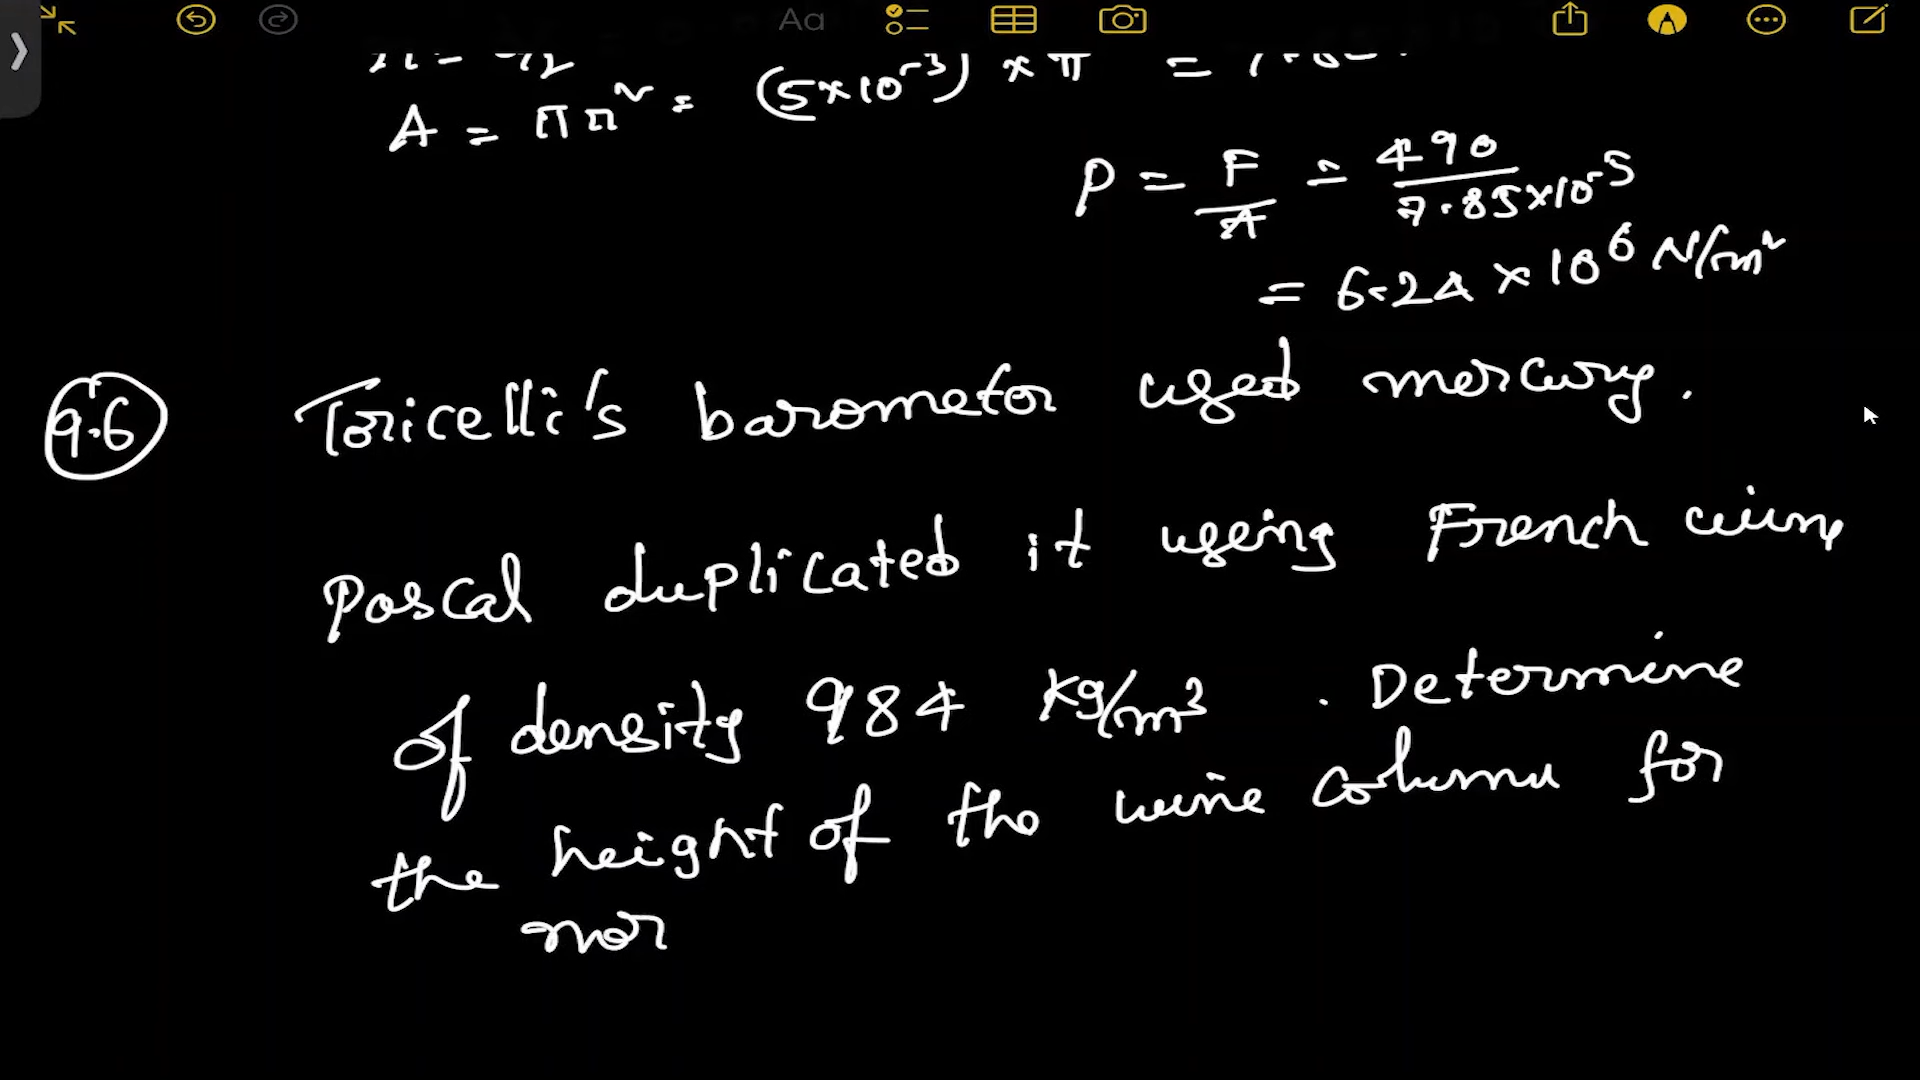 Aa
A = πr² = (5×10⁻³) × π =
P = F/A = 490/7.85×10⁻⁵
= 6.24 × 10⁶ N/m²
9.6 Toricelli's barometor used mercury.
Pascal duplicated it using French wine
of density 984 kg/m³. Determine
the height of the wine column for
nor